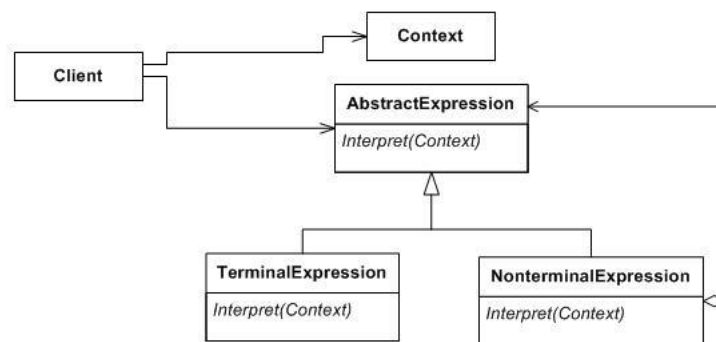 Context
Client
AbstractExpression
Interpret(Context)
TerminalExpression
Interpret(Context)
NonterminalExpression
Interpret(Context)